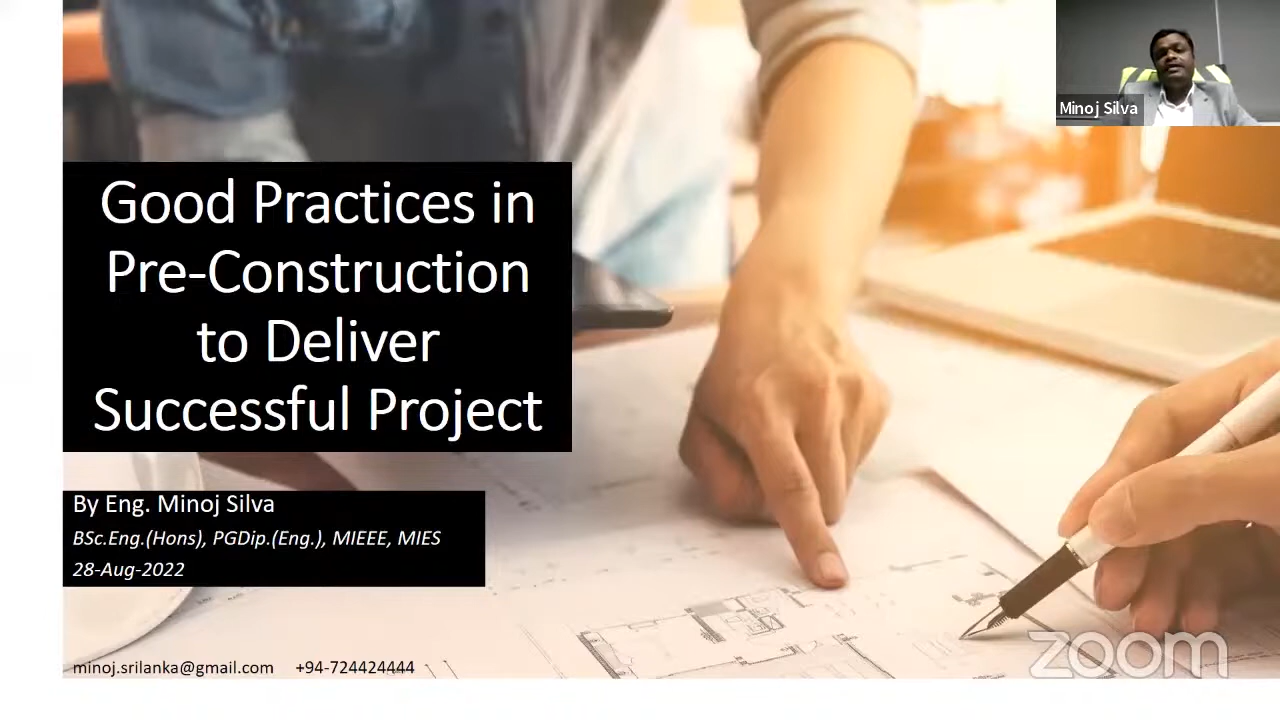 Minoj Silva
Good Practices in
Pre-Construction
to Deliver
Successful Project
By Eng. Minoj Silva
BSc.Eng.(Hons), PGDip.(Eng.), MIEEE, MIES
28-Aug-2022
minoj.srilanka@gmail.com +94-724424444
zoom